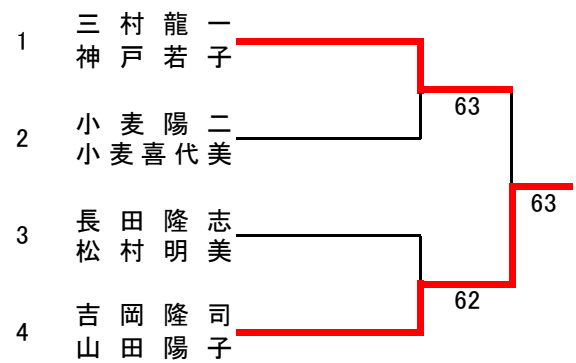 1
三村龍一
神戸若子
63
2
小麦陽二
小麦喜代美
63
3
長田隆志
松村明美
62
4
吉岡隆司
山田陽子